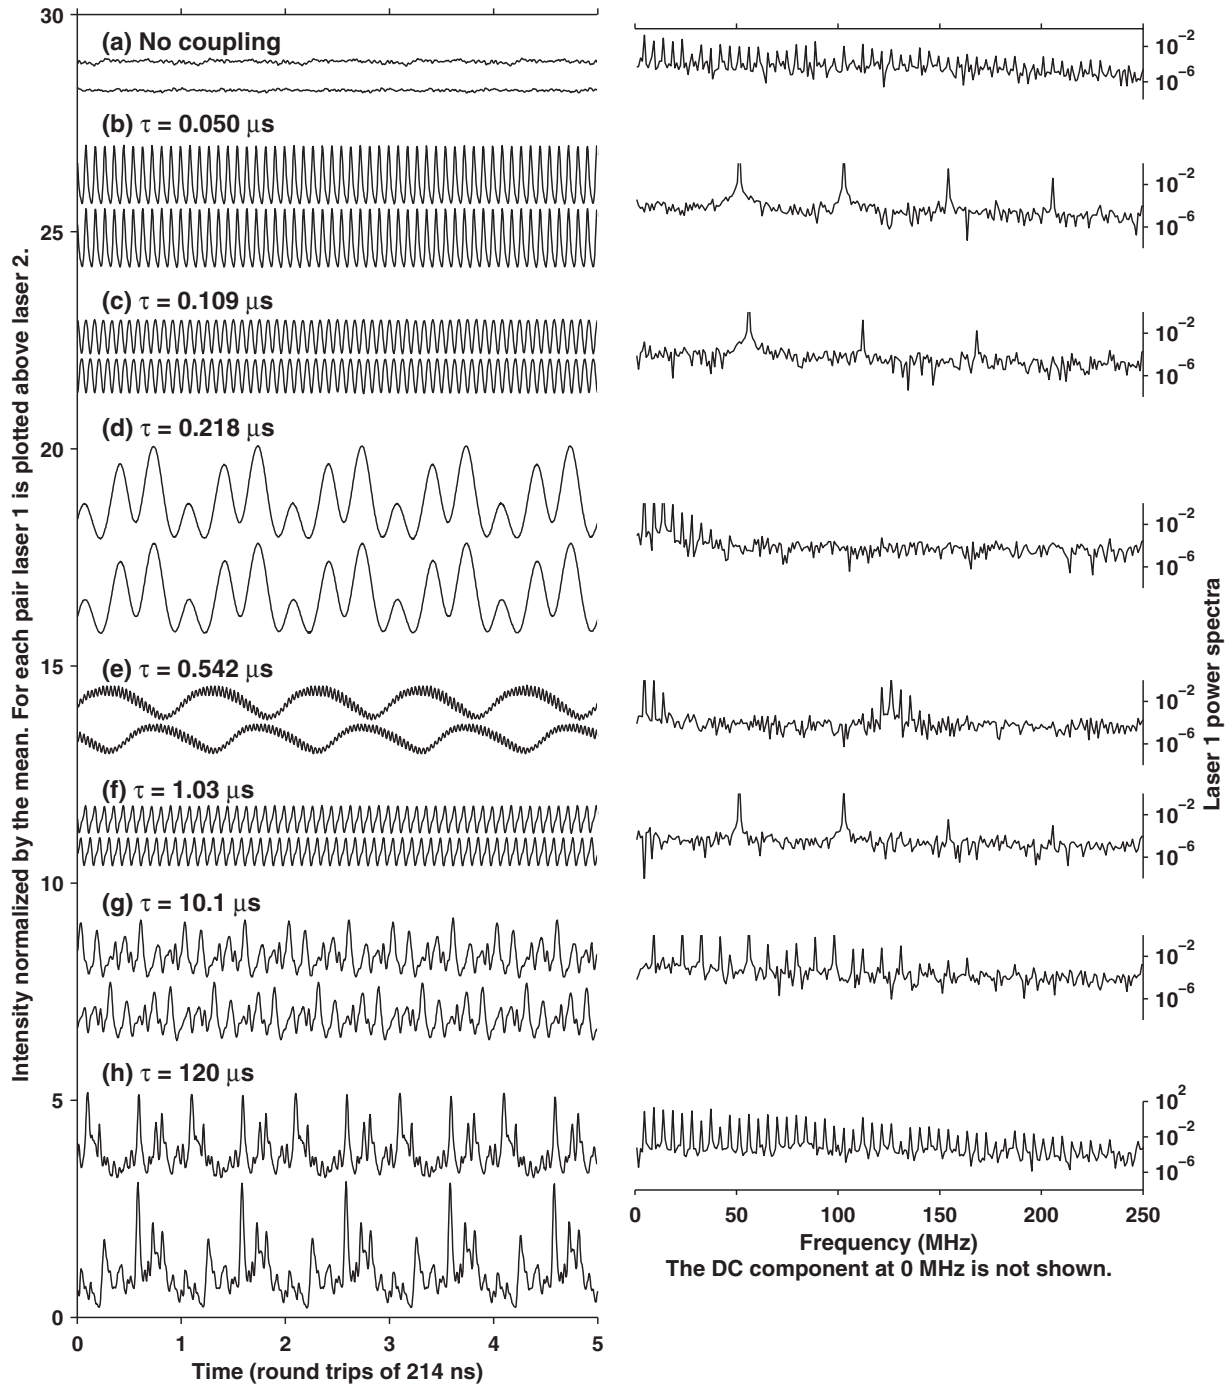 Intensity normalized by the mean. For each pair laser 1 is plotted above laser 2.
30
25
20
15
10
5
0
(a) No coupling
(b) τ = 0.050 μs
(c) τ = 0.109 μs
(d) τ = 0.218 μs
(e) τ = 0.542 μs
(f) τ = 1.03 μs
(g) τ = 10.1 μs
(h) τ = 120 μs
0 1 2 3 4 5
Time (round trips of 214 ns)
10⁻²
10⁻⁶
10⁻²
10⁻⁶
10⁻²
10⁻⁶
10⁻²
10⁻⁶
10⁻²
10⁻⁶
10⁻²
10⁻⁶
10⁻²
10⁻⁶
10²
10⁻²
10⁻⁶
Laser 1 power spectra
0 50 100 150 200 250
Frequency (MHz)
The DC component at 0 MHz is not shown.